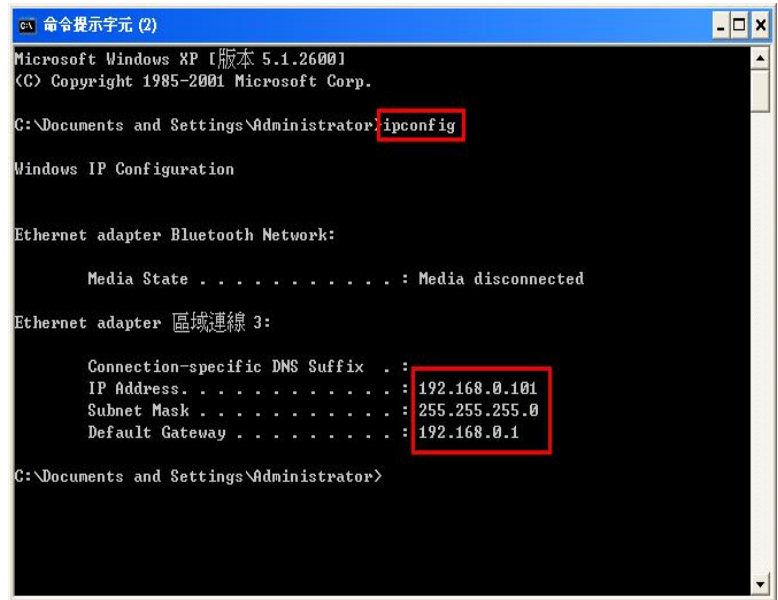 命令提示字元 (2)
Microsoft Windows XP [版本 5.1.2600]
(C) Copyright 1985-2001 Microsoft Corp.
C:\Documents and Settings\Administrator>ipconfig
Windows IP Configuration
Ethernet adapter Bluetooth Network:
Media State . . . . . . . . . . . : Media disconnected
Ethernet adapter 區域連線 3:
Connection-specific DNS Suffix . :
IP Address. . . . . . . . . . . . : 192.168.0.101
Subnet Mask . . . . . . . . . . . : 255.255.255.0
Default Gateway . . . . . . . . . : 192.168.0.1
C:\Documents and Settings\Administrator>